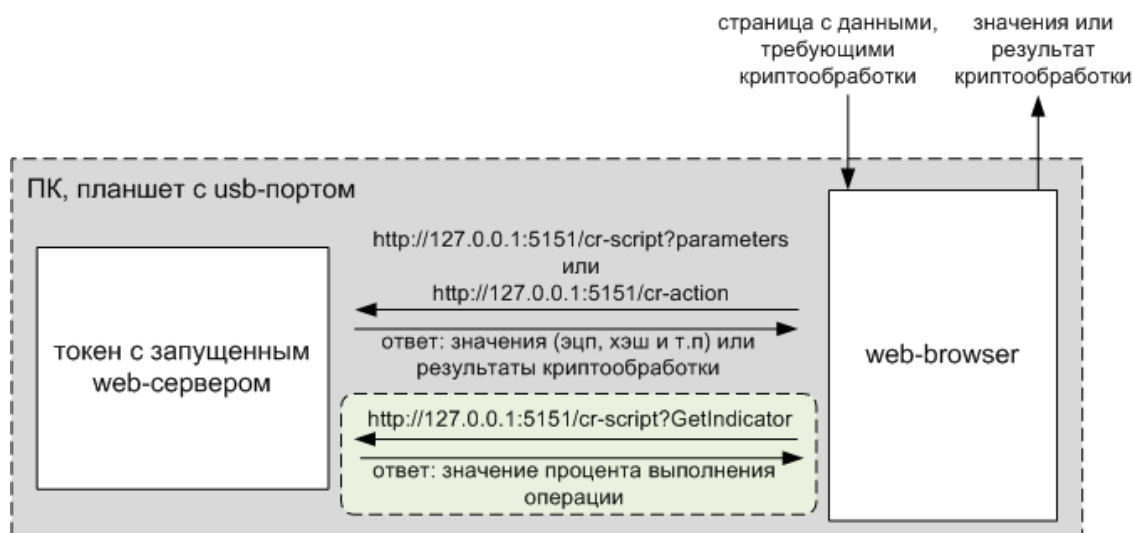 страница с данными,
требующими
криптообработки
значения или
результат
криптообработки
ПК, планшет с usb-портом
http://127.0.0.1:5151/cr-script?parameters
или
http://127.0.0.1:5151/cr-action
ответ: значения (эцп, хэш и т.п) или
результаты криптообработки
токен с запущенным
web-сервером
web-browser
http://127.0.0.1:5151/cr-script?GetIndicator
ответ: значение процента выполнения
операции